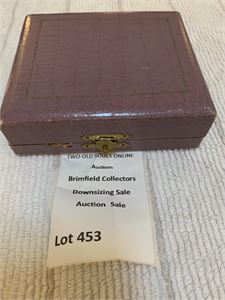 TWO OLD SOULS ONLINE
Auctions
Brimfield Collectors
Downsizing Sale
Auction Sale
Lot 453